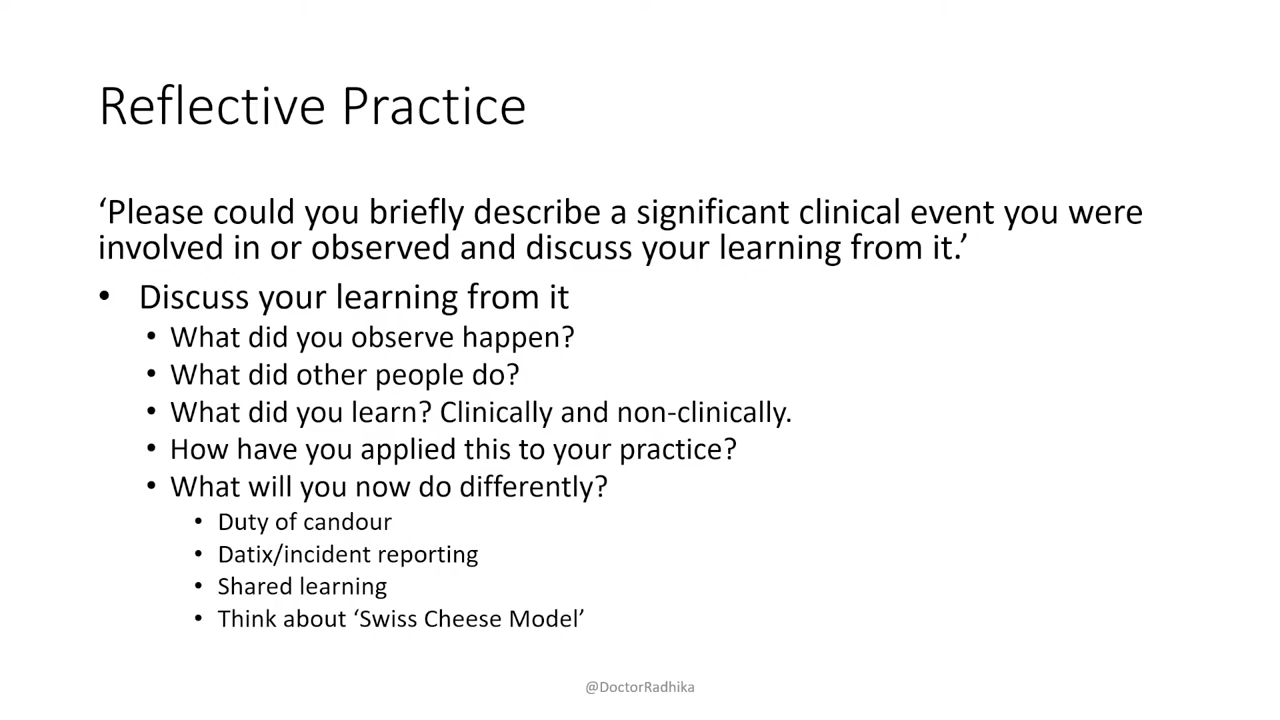 Reflective Practice
‘Please could you briefly describe a significant clinical event you were
involved in or observed and discuss your learning from it.’
• Discuss your learning from it
• What did you observe happen?
• What did other people do?
• What did you learn? Clinically and non-clinically.
• How have you applied this to your practice?
• What will you now do differently?
• Duty of candour
• Datix/incident reporting
• Shared learning
• Think about ‘Swiss Cheese Model’
@DoctorRadhika